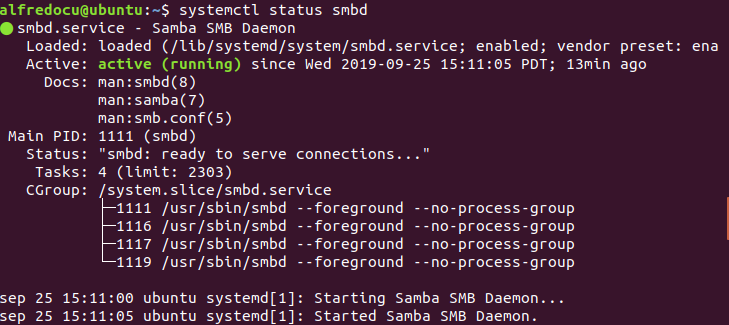 alfredocu@ubuntu:~$ systemctl status smbd
● smbd.service - Samba SMB Daemon
   Loaded: loaded (/lib/systemd/system/smbd.service; enabled; vendor preset: ena
   Active: active (running) since Wed 2019-09-25 15:11:05 PDT; 13min ago
     Docs: man:smbd(8)
           man:samba(7)
           man:smb.conf(5)
 Main PID: 1111 (smbd)
   Status: "smbd: ready to serve connections..."
    Tasks: 4 (limit: 2303)
   CGroup: /system.slice/smbd.service
           ├─1111 /usr/sbin/smbd --foreground --no-process-group
           ├─1116 /usr/sbin/smbd --foreground --no-process-group
           ├─1117 /usr/sbin/smbd --foreground --no-process-group
           └─1119 /usr/sbin/smbd --foreground --no-process-group
sep 25 15:11:00 ubuntu systemd[1]: Starting Samba SMB Daemon...
sep 25 15:11:05 ubuntu systemd[1]: Started Samba SMB Daemon.